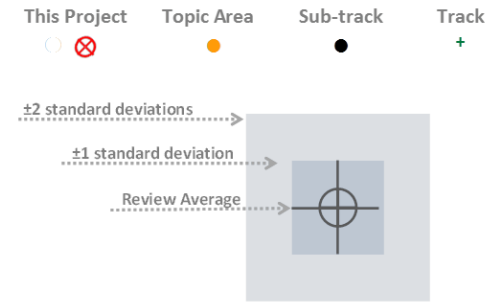 This Project Topic Area Sub-track Track
±2 standard deviations
±1 standard deviation
Review Average